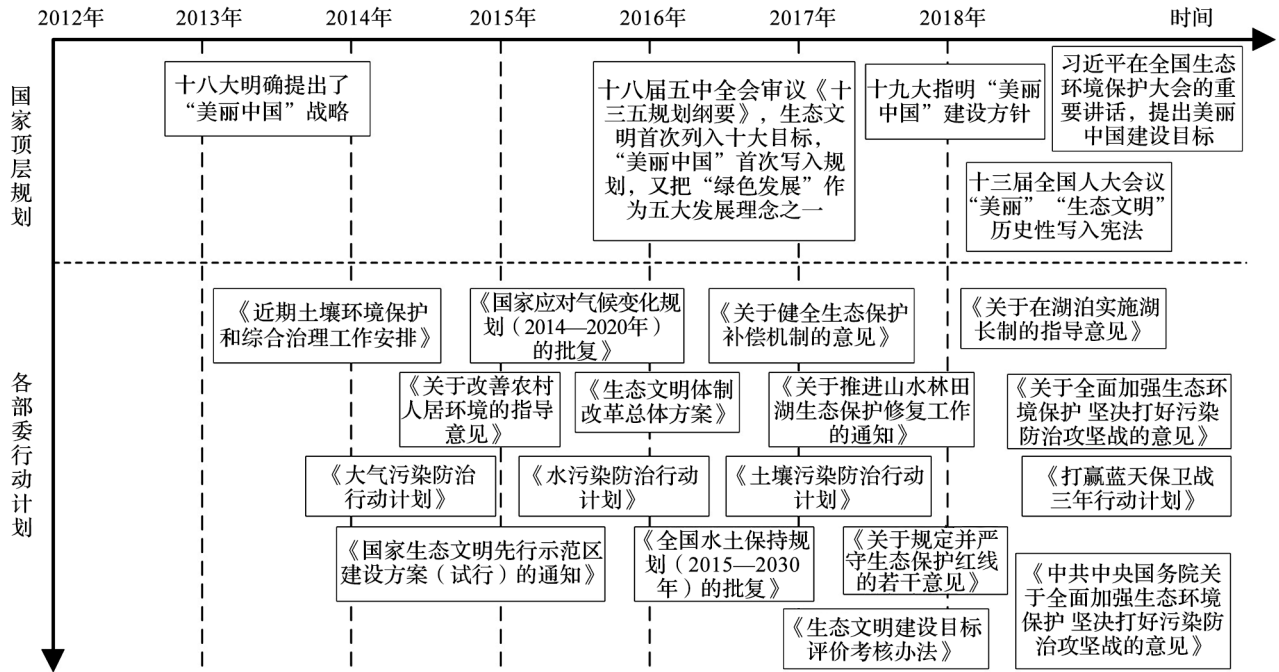 2012年 2013年 2014年 2015年 2016年 2017年 2018年 时间
国家顶层规划
十八大明确提出了
“美丽中国”战略
十八届五中全会审议《十
三五规划纲要》，生态文
明首次列入十大目标，
“美丽中国”首次写入规
划，又把“绿色发展”作
为五大发展理念之一
十九大指明“美丽
中国”建设方针
习近平在全国生态
环境保护大会的重
要讲话，提出美丽
中国建设目标
十三届全国人大会议
“美丽” “生态文明”
历史性写入宪法
各部委行动计划
《近期土壤环境保护
和综合治理工作安排》
《国家应对气候变化规
划（2014—2020年）
的批复》
《关于健全生态保护
补偿机制的意见》
《关于在湖泊实施湖
长制的指导意见》
《关于改善农村
人居环境的指导
意见》
《生态文明体制
改革总体方案》
《关于推进山水林田
湖生态保护修复工作
的通知》
《关于全面加强生态环
境保护 坚决打好污染
防治攻坚战的意见》
《大气污染防治
行动计划》
《水污染防治行动
计划》
《土壤污染防治行动
计划》
《打赢蓝天保卫战
三年行动计划》
《国家生态文明先行示范区
建设方案（试行）的通知》
《全国水土保持规
划（2015—2030
年）的批复》
《关于规定并严
守生态保护红线
的若干意见》
《中共中央国务院关
于全面加强生态环境
保护 坚决打好污染防
治攻坚战的意见》
《生态文明建设目标
评价考核办法》